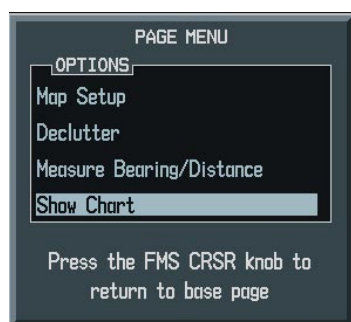 PAGE MENU
OPTIONS
Map Setup
Declutter
Measure Bearing/Distance
Show Chart
Press the FMS CRSR knob to
return to base page